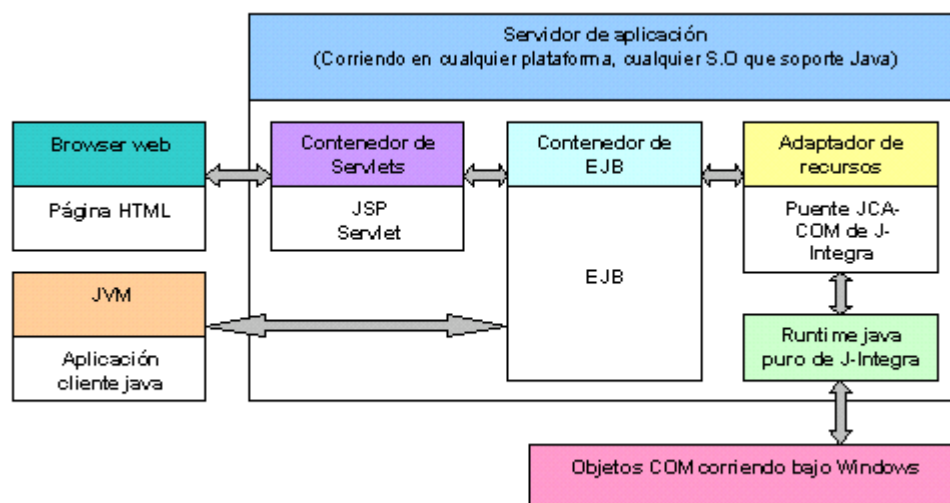 Servidor de aplicación
(Corriendo en cualquier plataforma, cualquier S.O que soporte Java)
Browser web
Página HTML
Contenedor de
Servlets
JSP
Servlet
Contenedor de
EJB
EJB
Adaptador de
recursos
Puente JCA-
COM de J-
Integra
JVM
Aplicación
cliente java
Runtime java
puro de J-Integra
Objetos COM corriendo bajo Windows